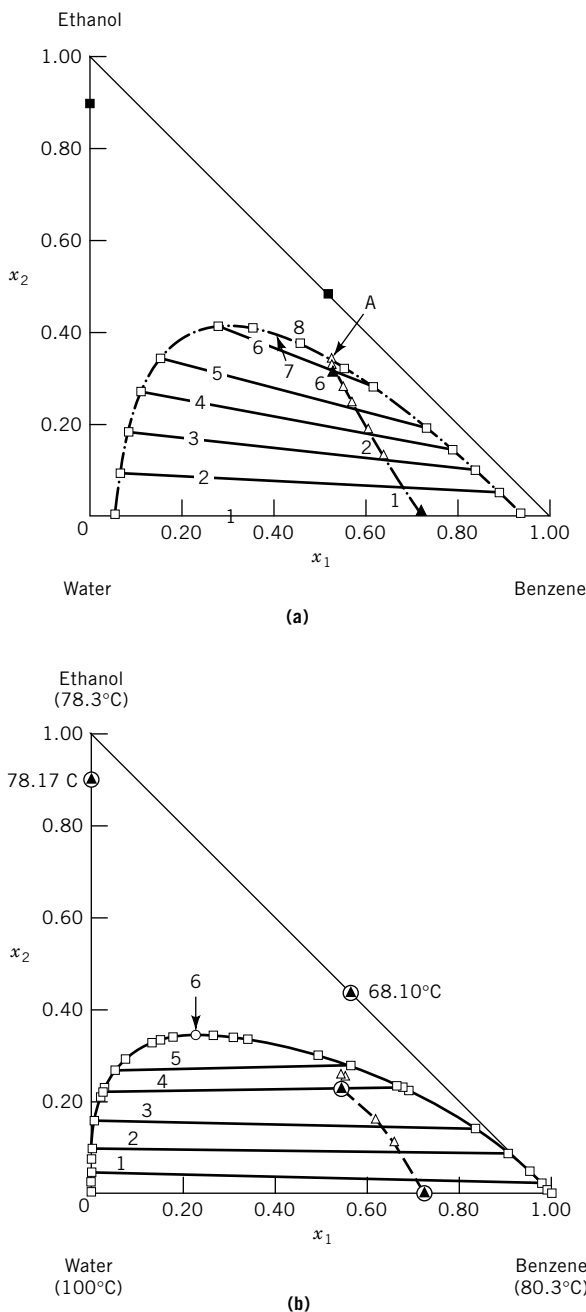 Ethanol
1.00
0.80
0.60
x2
A
0.40
8
6
7
5
6
4
0.20
3
2
2
1
1
0
0.20
0.40
0.60
0.80
1.00
x1
Water
Benzene
(a)
Ethanol
(78.3°C)
1.00
78.17 C
0.80
0.60
x2
6
68.10°C
0.40
5
4
0.20
3
2
1
0
0.20
0.40
0.60
0.80
1.00
x1
Water
(100°C)
Benzene
(80.3°C)
(b)